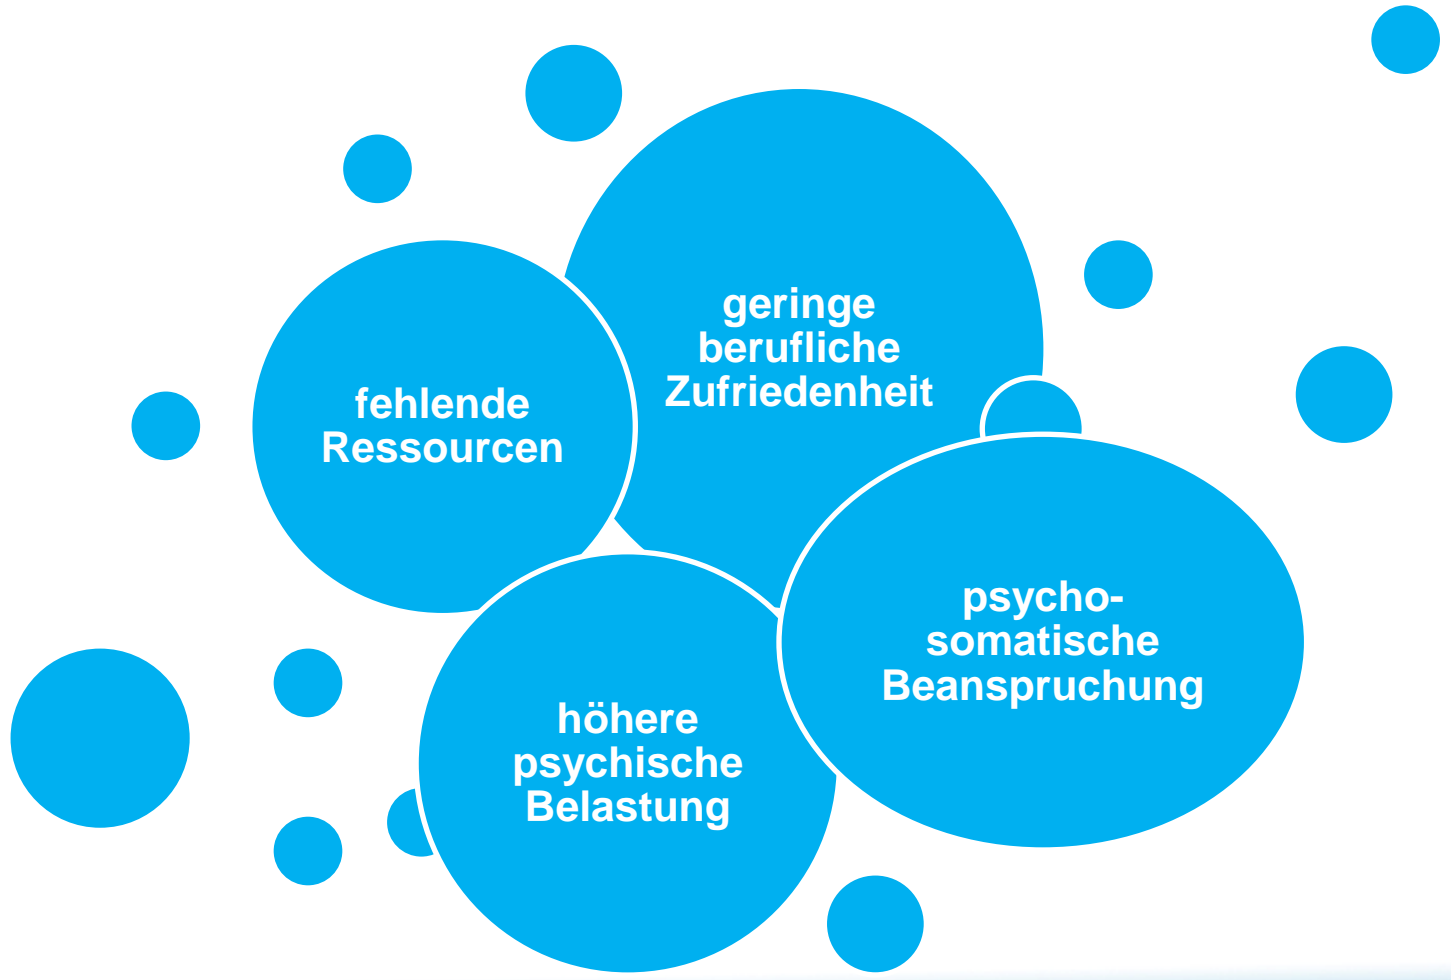 geringe
berufliche
Zufriedenheit
fehlende
Ressourcen
psycho-
somatische
Beanspruchung
höhere
psychische
Belastung